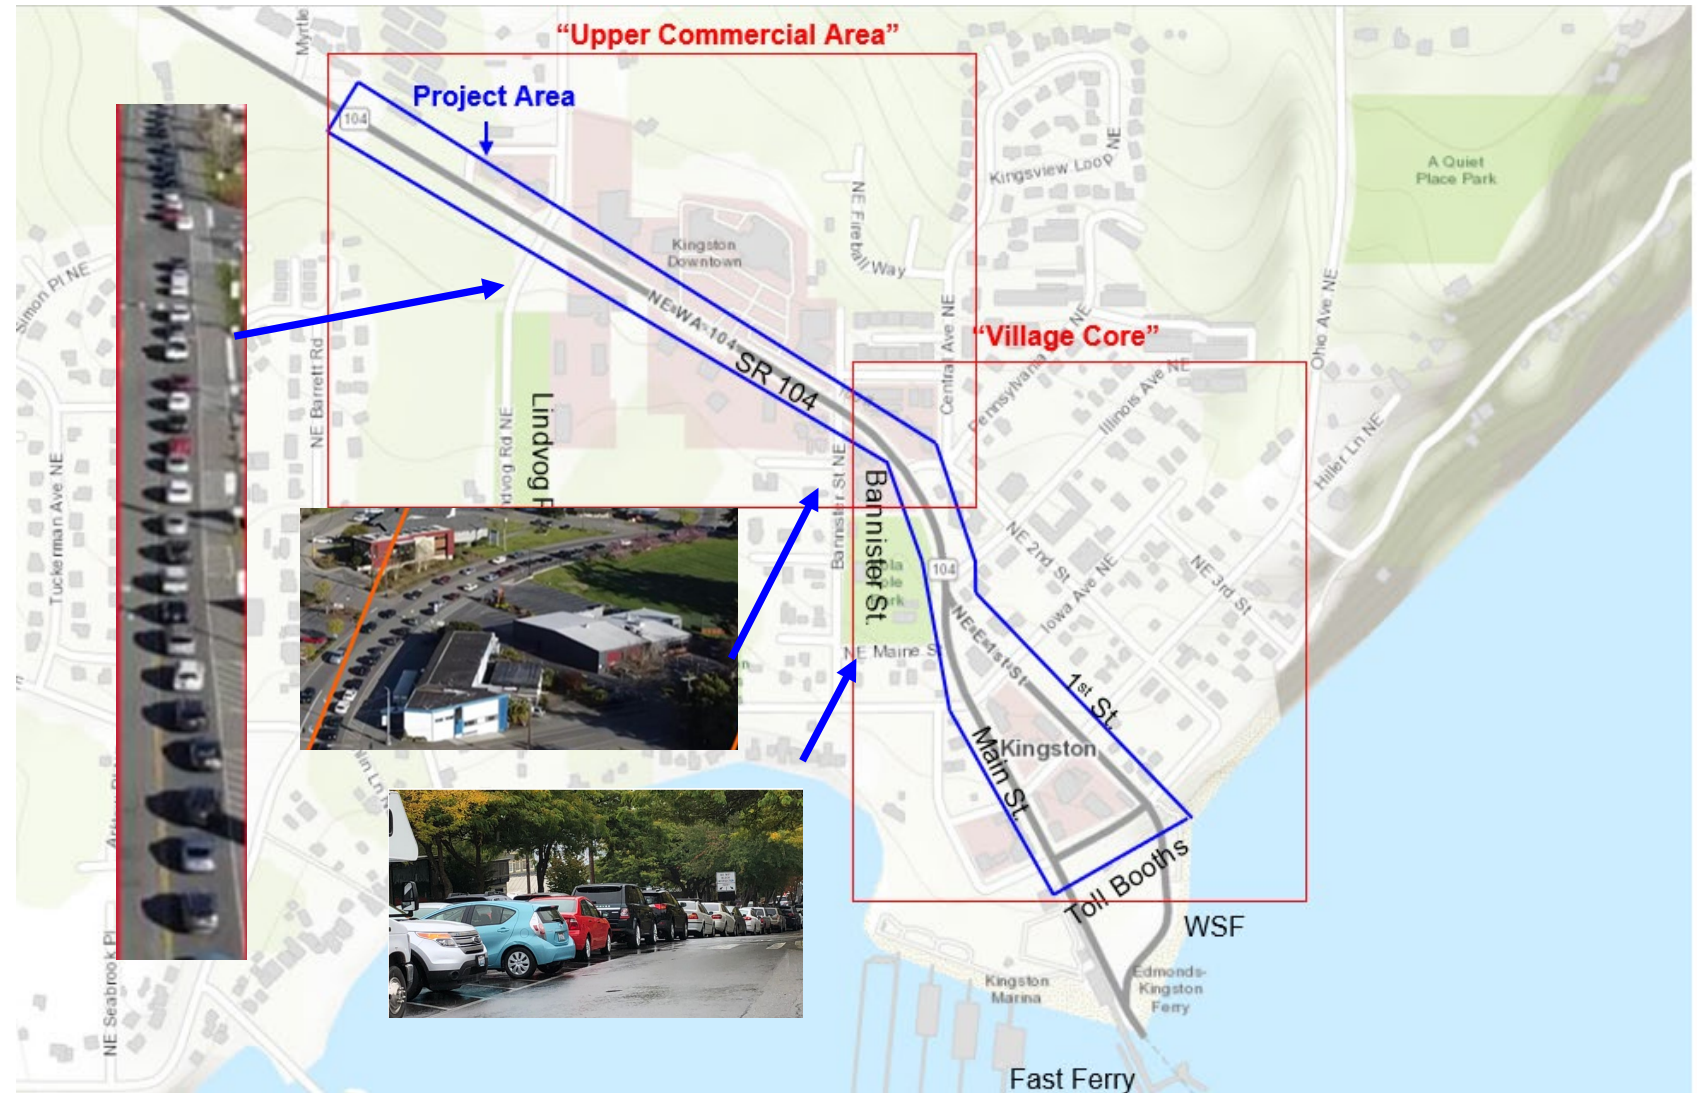 “Upper Commercial Area”
Myrtle
Project Area
104
NE
Kingsview Loop
A Quiet
Place Park
NE Fireball Way
Kingston
Downtown
Simon Pl NE
NE-WA-104
SR 104
Central Ave NE
Ohio Ave NE
“Village Core”
Pennsylvania
NE
Illinois Ave NE
NE Barrett Rd
Lindvog Rd NE
Lindvog
Hiller Ln NE
Tuckerman Ave NE
Bannister St NE
Bannister St.
104
NE 2nd St
Iowa Ave NE
NE 3rd St
NE Maine St
NE 1st St
1st St.
Kingston
Main St.
Toll Booths
WSF
NE Seabrook Pl
Kingston
Marina
Edmonds-
Kingston
Ferry
Fast Ferry